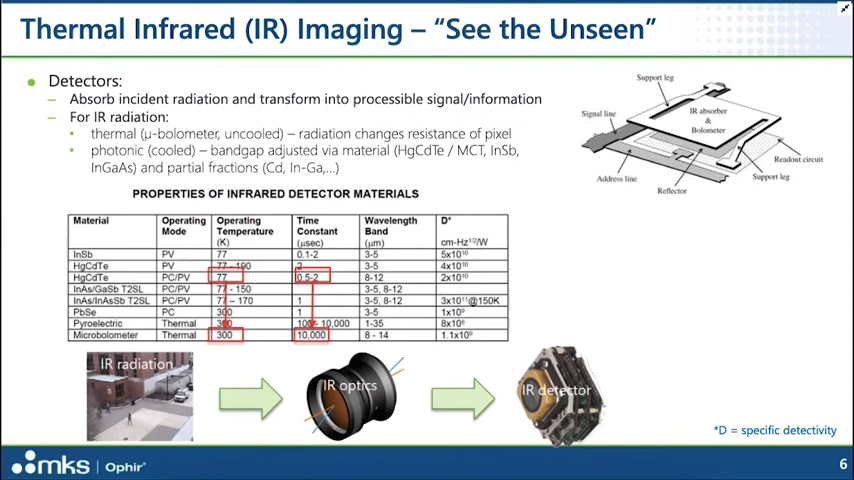 Thermal Infrared (IR) Imaging – “See the Unseen”
Detectors:
– Absorb incident radiation and transform into processible signal/information
– For IR radiation:
• thermal (μ-bolometer, uncooled) – radiation changes resistance of pixel
• photonic (cooled) – bandgap adjusted via material (HgCdTe / MCT, InSb,
InGaAs) and partial fractions (Cd, In-Ga,...)
Support leg
Signal line
IR absorber
&
Bolometer
Readout circuit
Address line
Support leg
Reflector
PROPERTIES OF INFRARED DETECTOR MATERIALS
Material Operating Mode Operating Temperature (K) Time Constant (μsec) Wavelength Band (μm) D* cm-Hz1/2/W
InSb PV 77 0.1-2 3-5 5x10¹⁰
HgCdTe PV 77 - 190 2 3-5 4x10¹⁰
HgCdTe PC/PV 77 0.5-2 8-12 2x10¹⁰
InAs/GaSb T2SL PC/PV 77 - 150 3-5, 8-12
InAs/InAsSb T2SL PC/PV 77 – 170 1 3-5, 8-12 3x10¹¹@150K
PbSe PC 300 1 3-5 1x10⁹
Pyroelectric Thermal 300 100 - 10,000 1-35 8x10⁸
Microbolometer Thermal 300 10,000 8 - 14 1.1x10⁹
IR radiation
IR optics
IR detector
*D = specific detectivity
mks | Ophir®
6